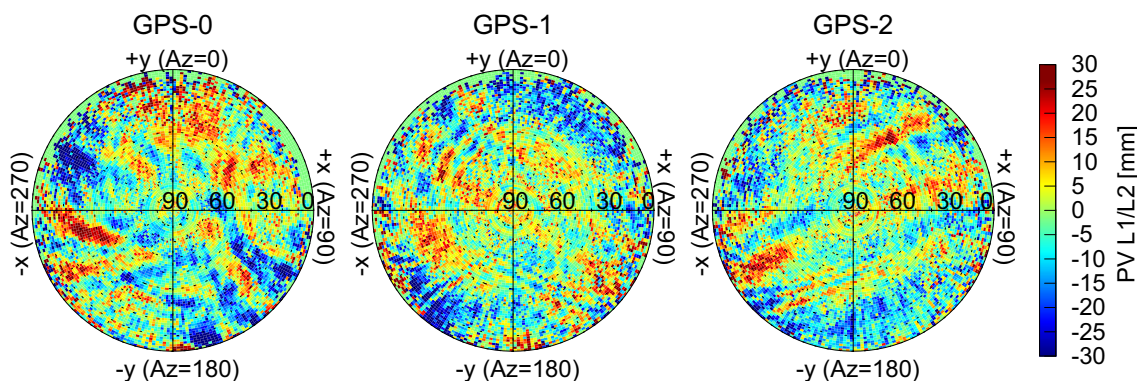 GPS-0
GPS-1
GPS-2
+y (Az=0)
+y (Az=0)
+y (Az=0)
-x (Az=270)
90 60 30 0
+x (Az=90)
-x (Az=270)
90 60 30 0
+x (Az=90)
-x (Az=270)
90 60 30 0
+x (Az=90)
-y (Az=180)
-y (Az=180)
-y (Az=180)
30
25
20
15
10
5
0
-5
-10
-15
-20
-25
-30
PV L1/L2 [mm]